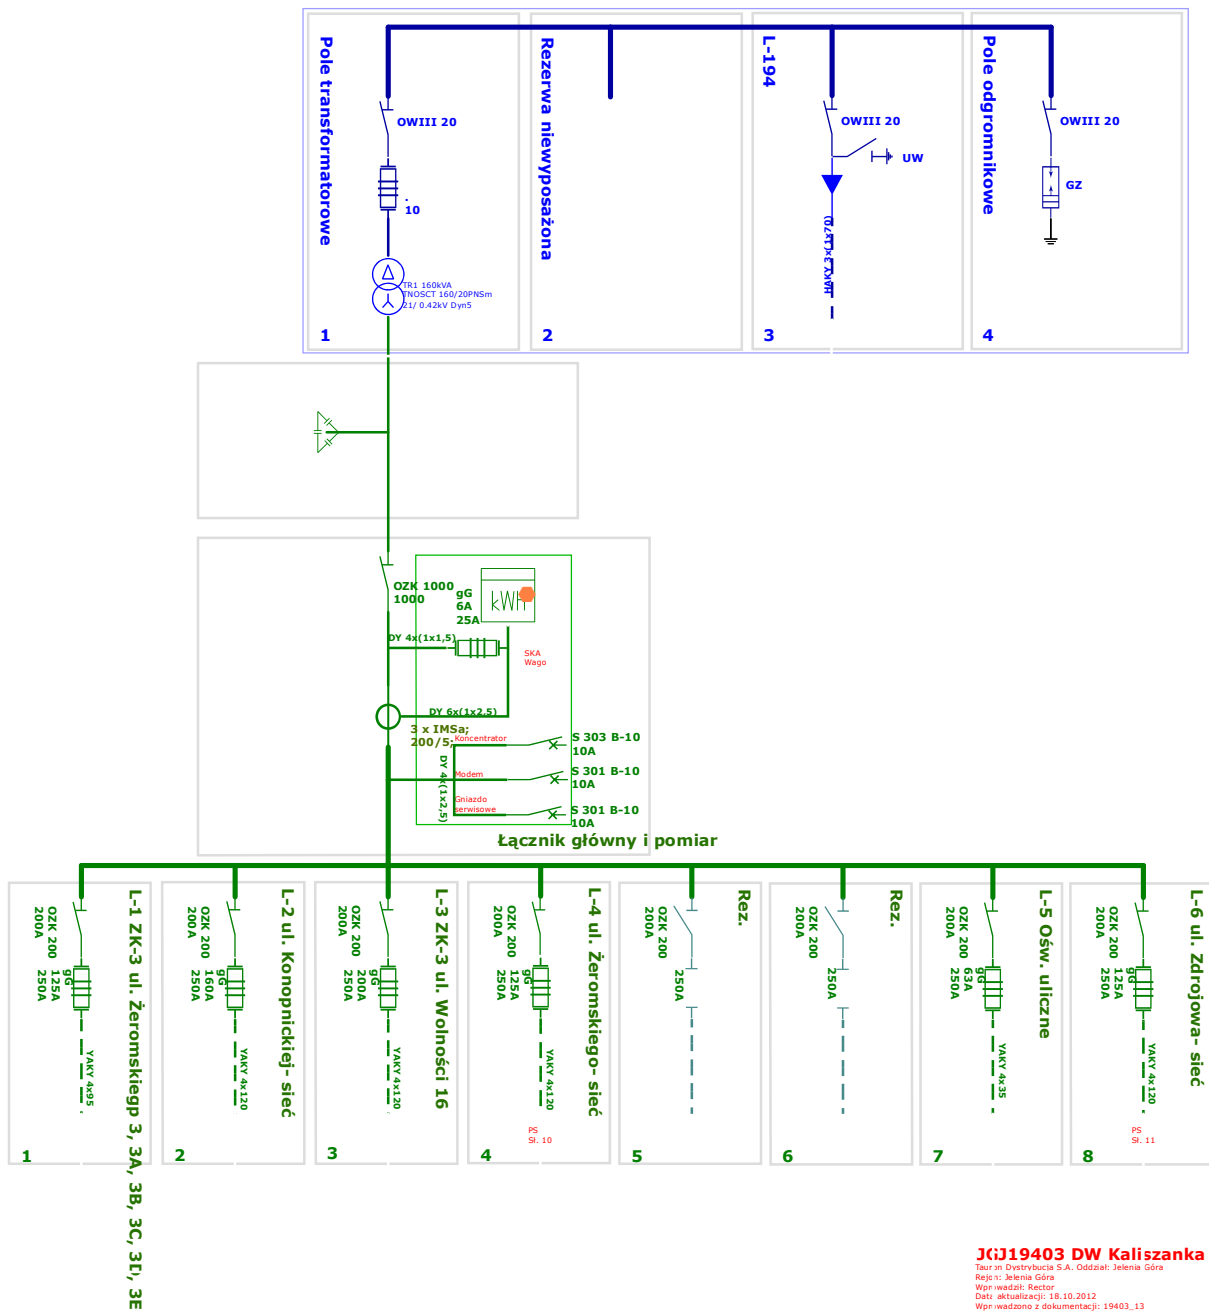 Pole transformatorowe
OWIII 20
.
10
TR1 160kVA
TNOSCT 160/20PNSm
21/ 0.42kV Dyn5
1
Rezerwa niewyposażona
2
L-194
OWIII 20
UW
HAKY 3x(1x70)
3
Pole odgromnikowe
OWIII 20
GZ
4
OZK 1000
1000
gG
6A
25A
kWh
DY 4x(1x1,5)
SKA
Wago
DY 6x(1x2,5)
3 x IMSa;
200/5;
Koncentrator
S 303 B-10
10A
DY 4x(1x2,5)
Modem
S 301 B-10
10A
Gniazdo
serwisowe
S 301 B-10
10A
Łącznik główny i pomiar
L-1 ZK-3 ul. Żeromskiegp 3, 3A, 3B, 3C, 3D, 3E
OZK 200
200A
gG
125A
250A
YAKY 4x95
1
L-2 ul. Konopnickiej- sieć
OZK 200
200A
gG
160A
250A
YAKY 4x120
2
L-3 ZK-3 ul. Wolności 16
OZK 200
200A
gG
200A
250A
YAKY 4x120
3
L-4 ul. Żeromskiego- sieć
OZK 200
200A
gG
125A
250A
YAKY 4x120
PS
Sł. 10
4
Rez.
OZK 200
200A
250A
5
Rez.
OZK 200
200A
250A
6
L-5 Ośw. uliczne
OZK 200
200A
gG
63A
250A
YAKY 4x35
7
L-6 ul. Zdrojowa- sieć
OZK 200
200A
gG
125A
250A
YAKY 4x120
PS
Sł. 11
8
JGJ19403 DW Kaliszanka
Tauron Dystrybucja S.A. Oddział: Jelenia Góra
Rejon: Jelenia Góra
Wprowadził: Rector
Data aktualizacji: 18.10.2012
Wprowadzono z dokumentacji: 19403_13